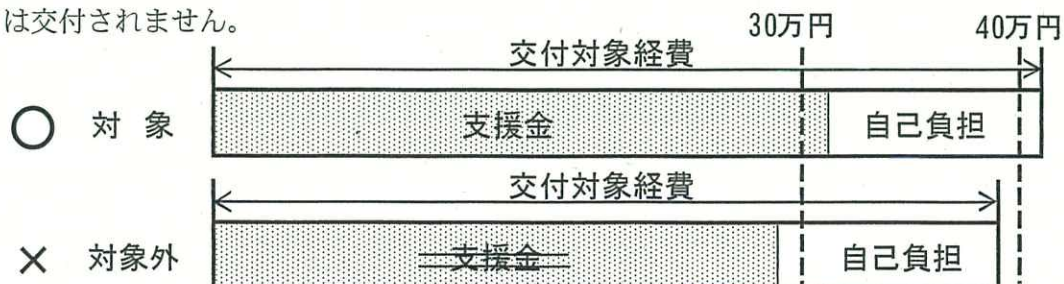 は交付されません。
30万円
40万円
交付対象経費
○ 対 象
支援金
自己負担
交付対象経費
× 対象外
支援金
自己負担